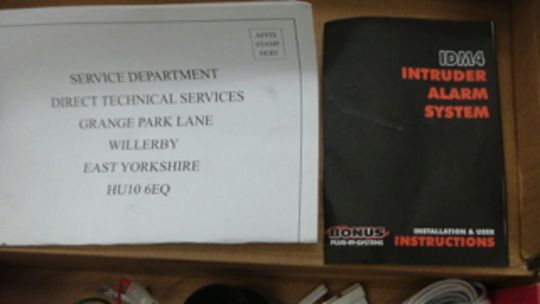 AFFIX
STAMP
HERE
SERVICE DEPARTMENT
DIRECT TECHNICAL SERVICES
GRANGE PARK LANE
WILLERBY
EAST YORKSHIRE
HU10 6EQ
IDM4
INTRUDER
ALARM
SYSTEM
BONUS
PLUG-IN-SYSTEMS
INSTALLATION & USER
INSTRUCTIONS